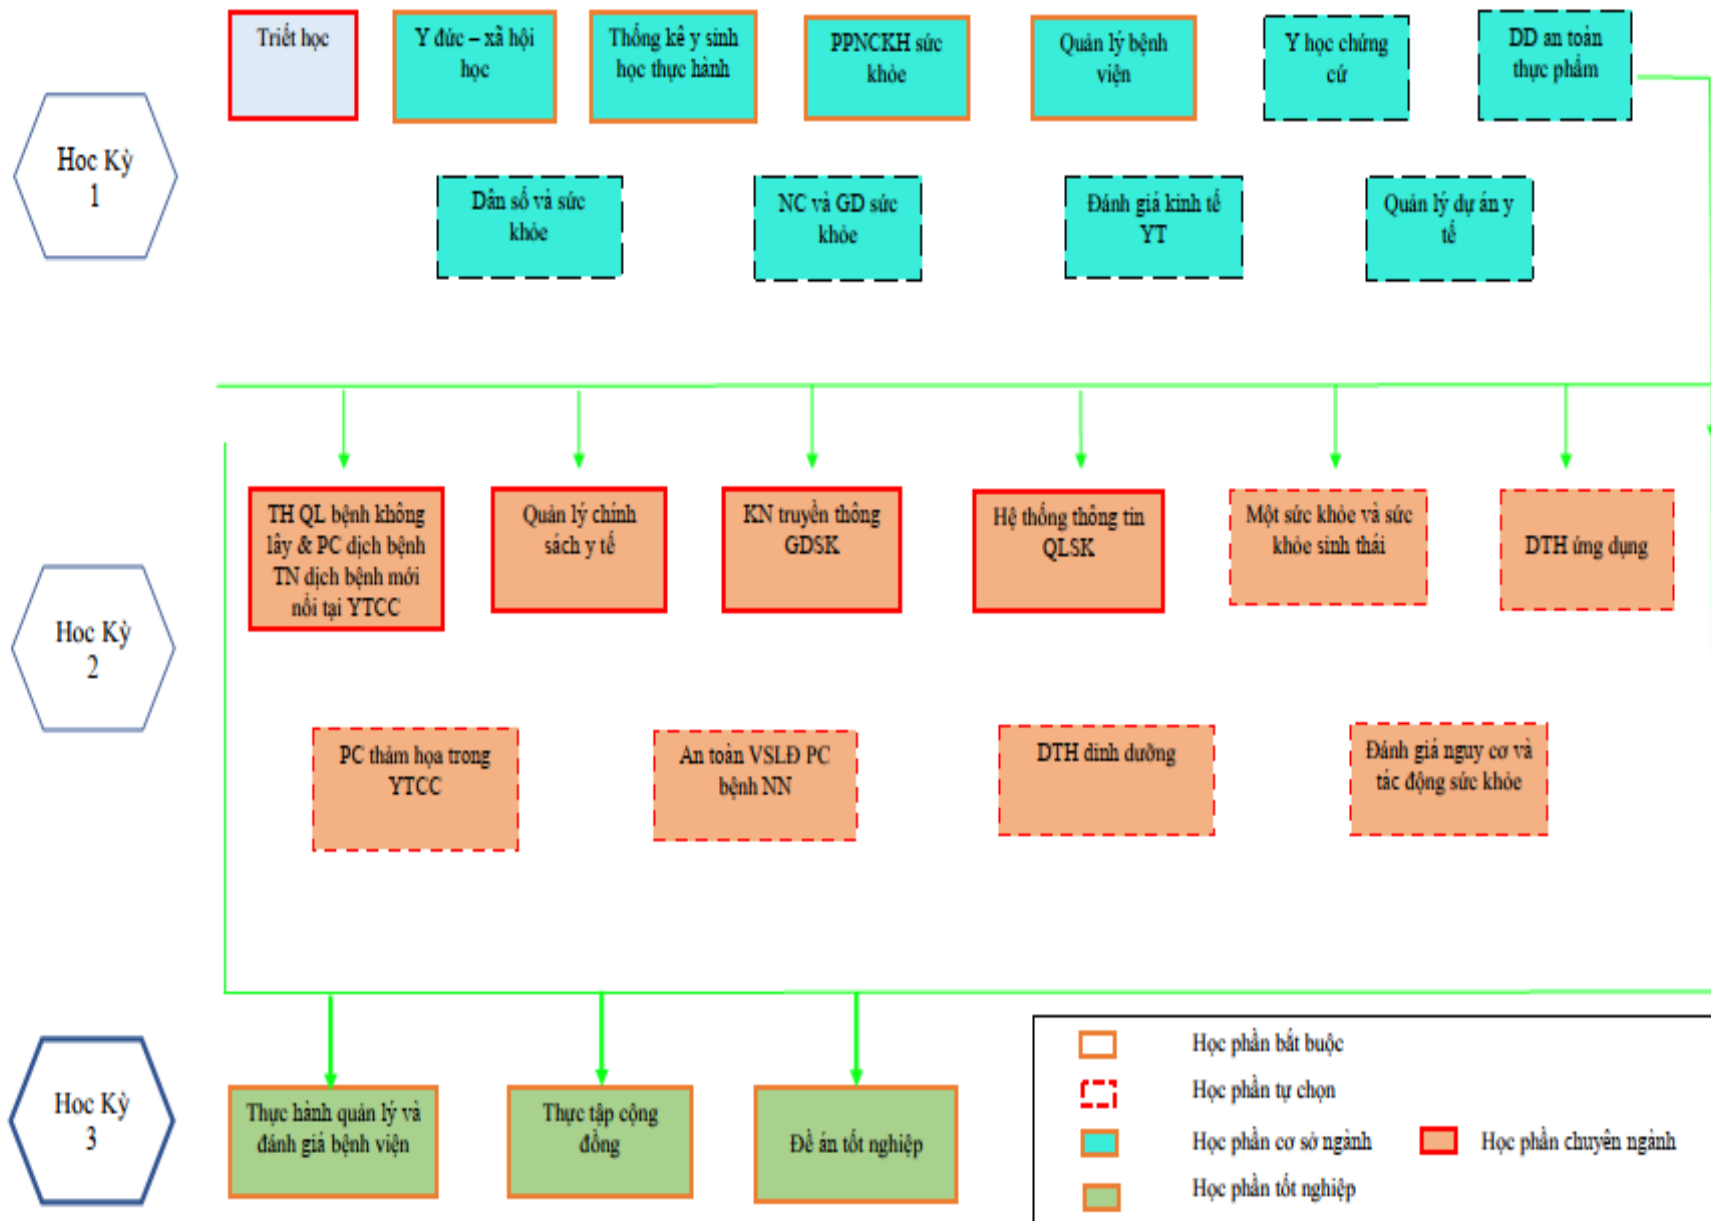 Triết học
Y đức – xã hội
học
Thống kê y sinh
học thực hành
PPNCKH sức
khỏe
Quản lý bệnh
viện
Y học chứng
cứ
DD an toàn
thực phẩm
Hoc Kỳ
1
Dân số và sức
khỏe
NC và GD sức
khỏe
Đánh giá kinh tế
YT
Quản lý dự án y
tế
TH QL bệnh không
lây & PC dịch bệnh
TN dịch bệnh mới
nổi tại YTCC
Quản lý chính
sách y tế
KN truyền thông
GDSK
Hệ thống thông tin
QLSK
Một sức khỏe và sức
khỏe sinh thái
DTH ứng dụng
Hoc Kỳ
2
PC thảm họa trong
YTCC
An toàn VSLĐ PC
bệnh NN
DTH dinh dưỡng
Đánh giá nguy cơ và
tác động sức khỏe
Hoc Kỳ
3
Thực hành quản lý và
đánh giá bệnh viện
Thực tập cộng
đồng
Đề án tốt nghiệp
Học phần bắt buộc
Học phần tự chọn
Học phần cơ sở ngành
Học phần chuyên ngành
Học phần tốt nghiệp